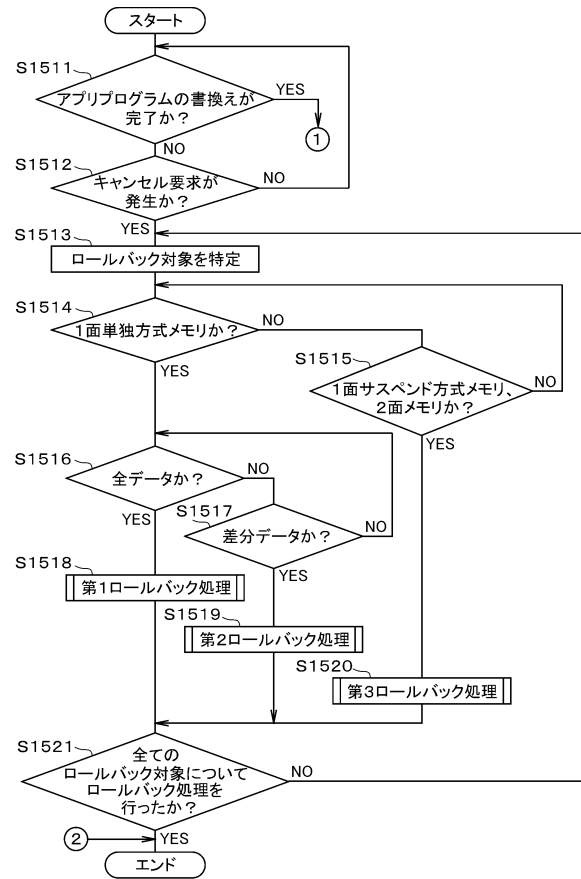 スタート
S1511
アプリプログラムの書換えが
完了か？
YES
1
NO
S1512
キャンセル要求が
発生か？
NO
YES
S1513
ロールバック対象を特定
S1514
1面単独方式メモリか？
NO
YES
S1515
1面サスペンド方式メモリ、
2面メモリか？
NO
YES
S1516
全データか？
NO
YES
S1517
差分データか？
NO
YES
S1518
第1ロールバック処理
S1519
第2ロールバック処理
S1520
第3ロールバック処理
S1521
全ての
ロールバック対象について
ロールバック処理を
行ったか？
NO
2
YES
エンド